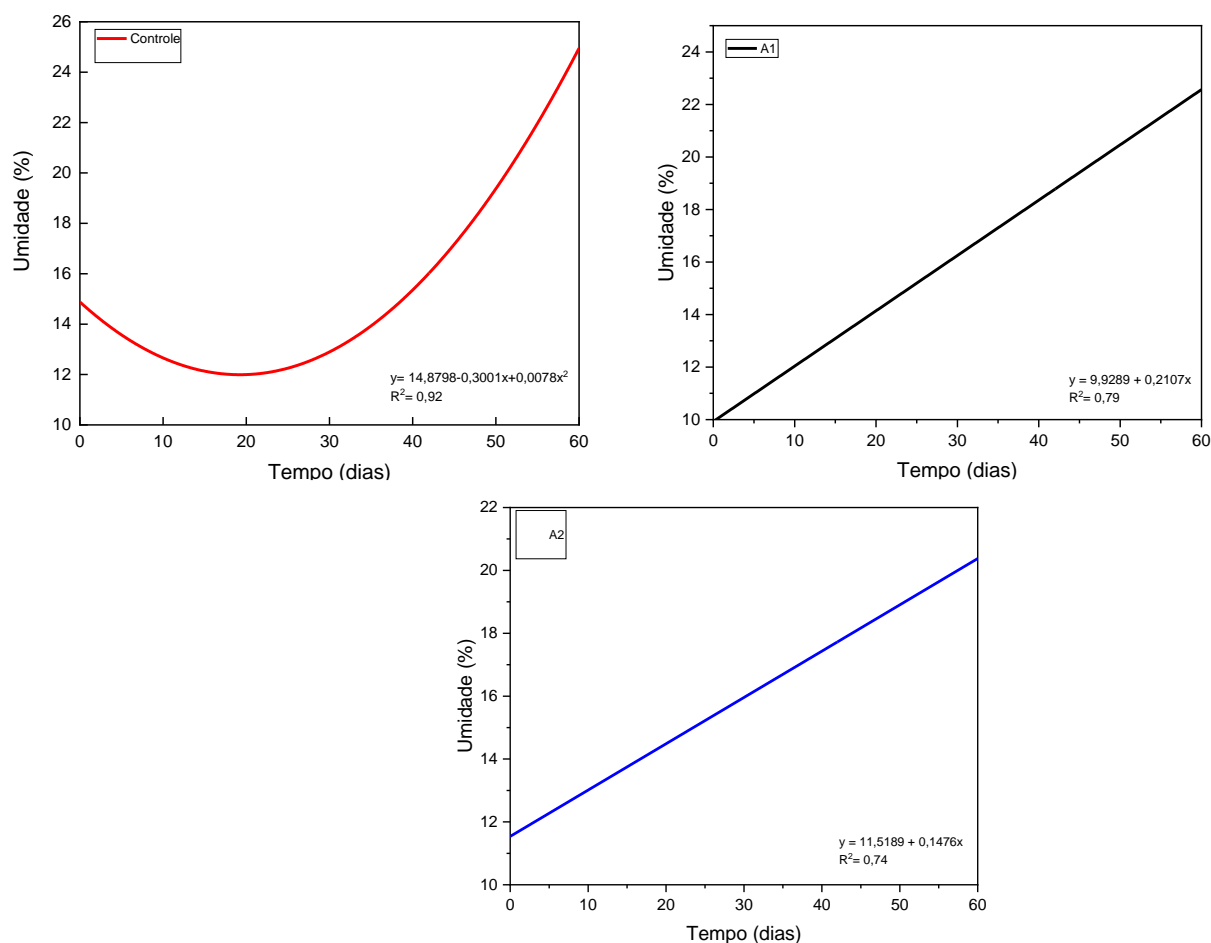 Controle
26
24
22
20
18
16
14
12
10
Umidade (%)
0 10 20 30 40 50 60
Tempo (dias)
y= 14,8798-0,3001x+0,0078x²
R²= 0,92
A1
24
22
20
18
16
14
12
10
Umidade (%)
0 10 20 30 40 50 60
Tempo (dias)
y = 9,9289 + 0,2107x
R²= 0,79
A2
22
20
18
16
14
12
10
Umidade (%)
0 10 20 30 40 50 60
Tempo (dias)
y = 11,5189 + 0,1476x
R²= 0,74